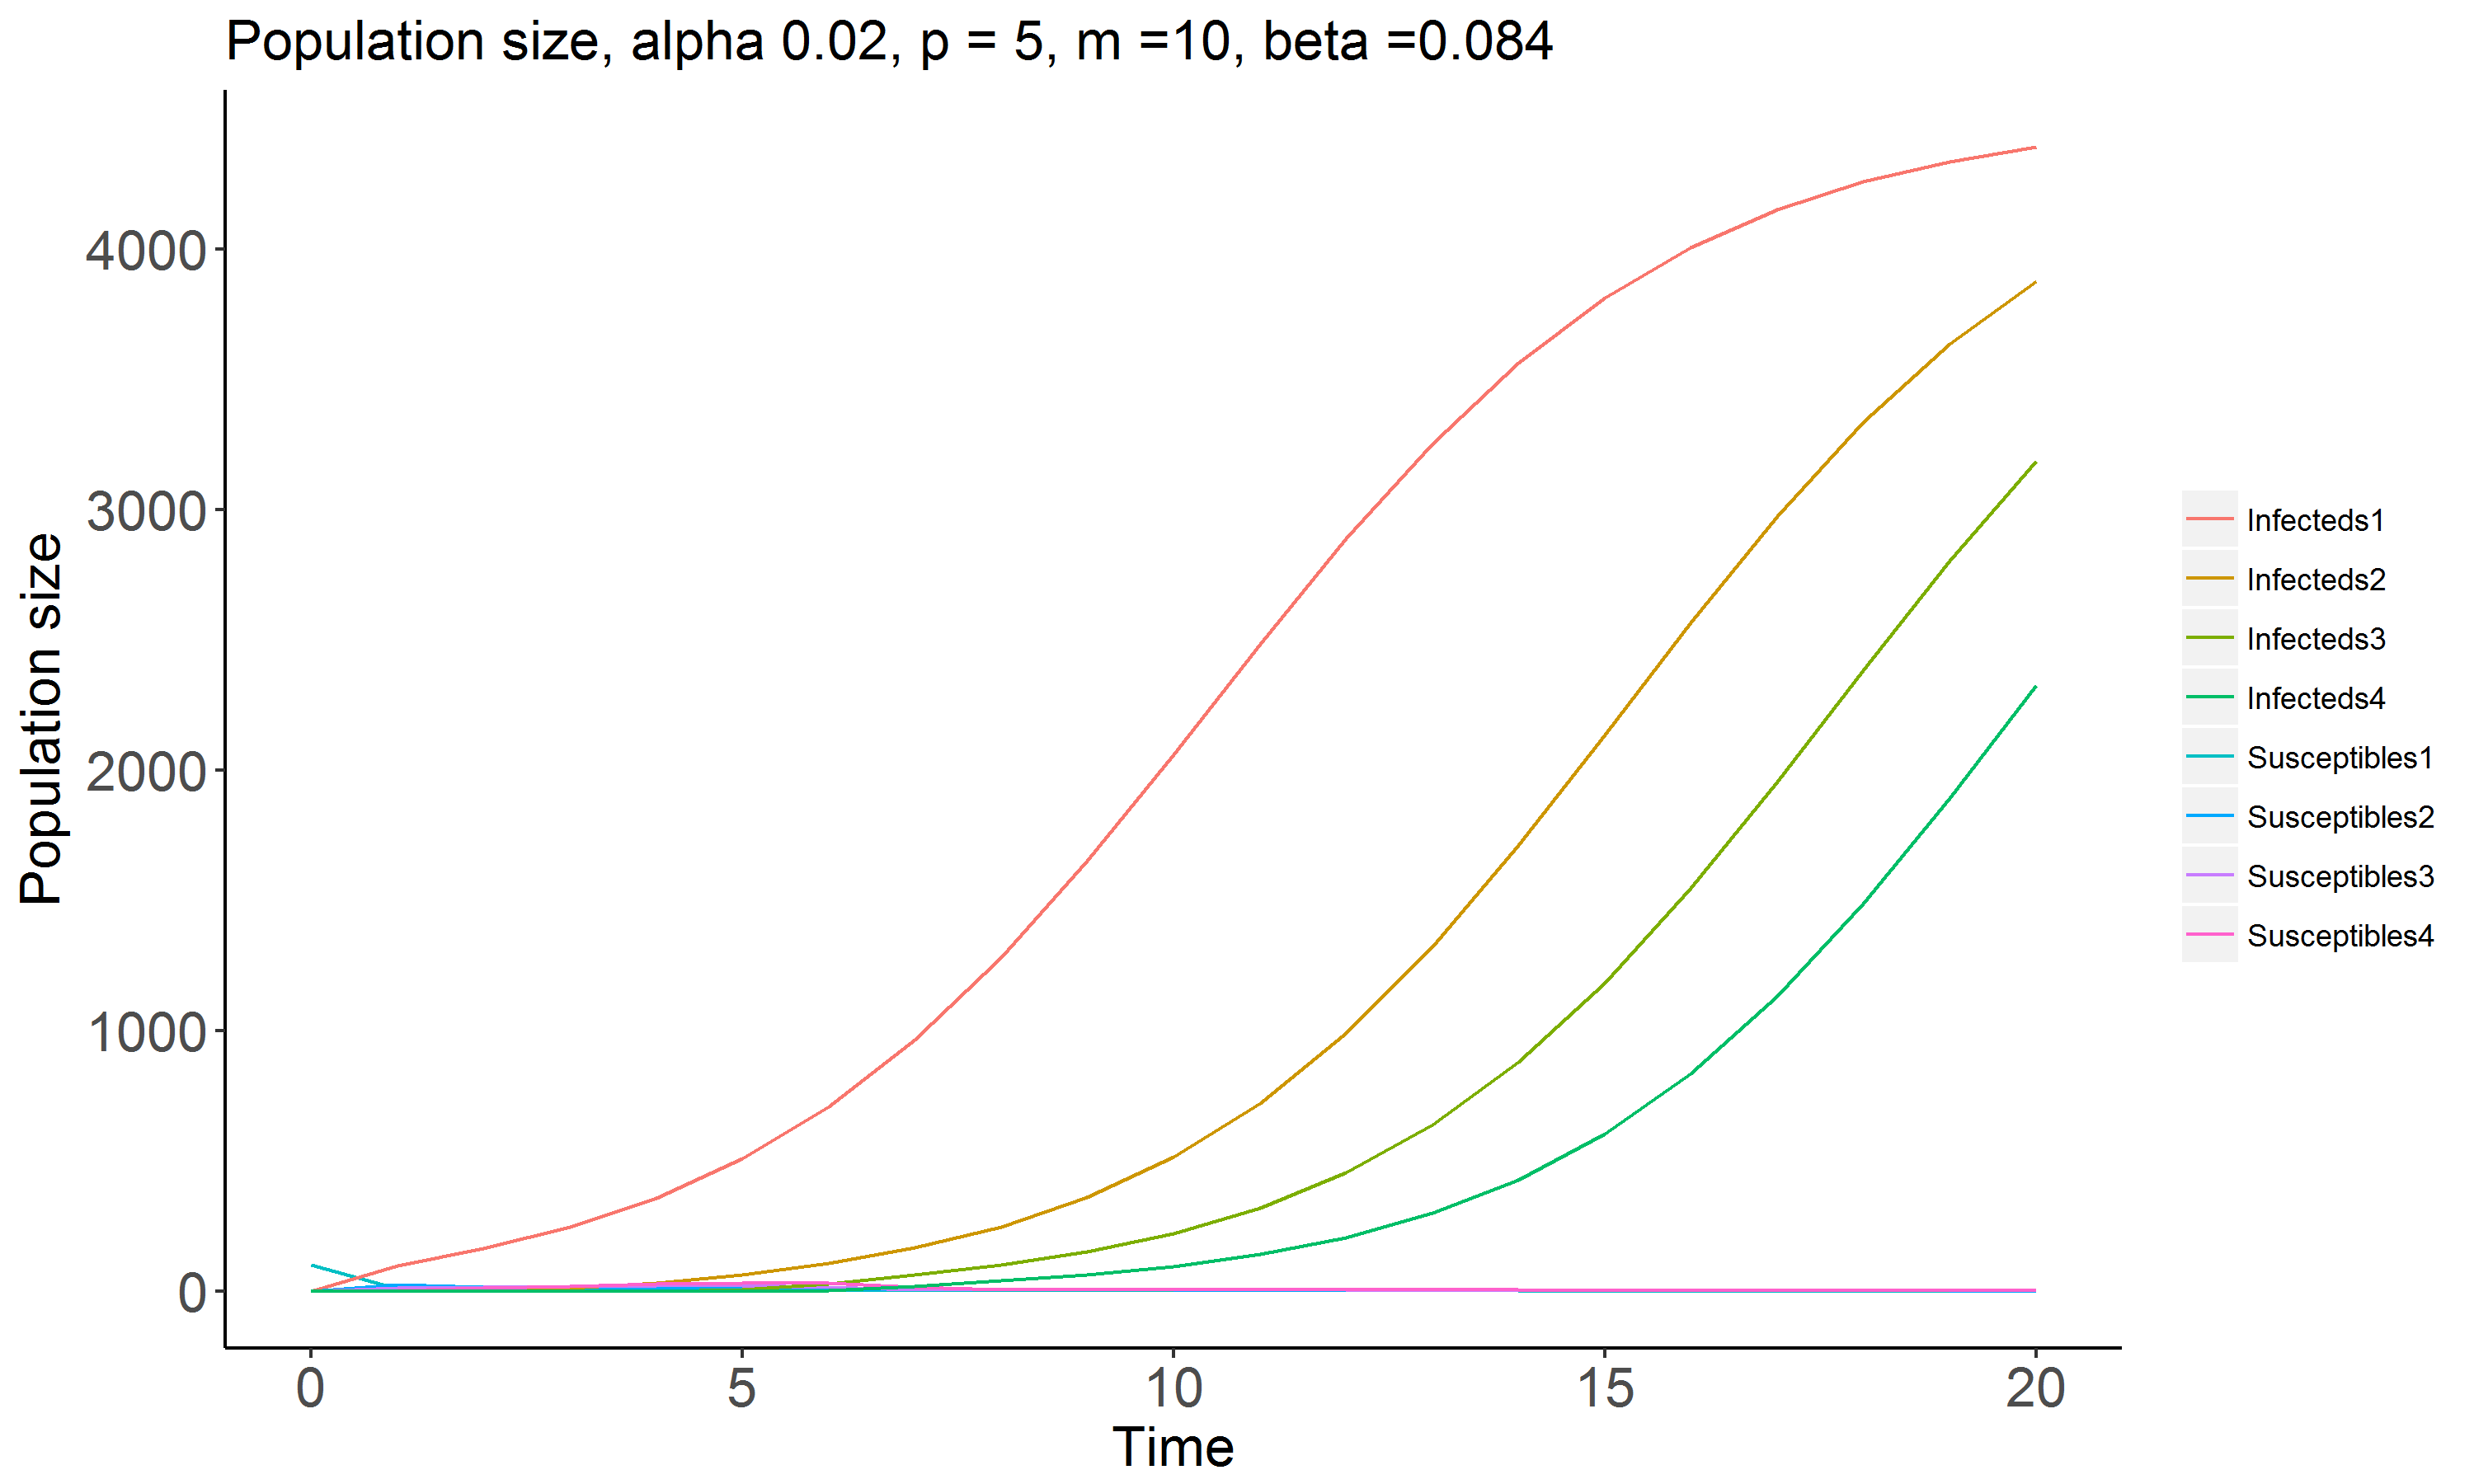 Population size, alpha 0.02, p = 5, m =10, beta =0.084
Population size
4000
3000
2000
1000
0
0 5 10 15 20
Time
Infecteds1
Infecteds2
Infecteds3
Infecteds4
Susceptibles1
Susceptibles2
Susceptibles3
Susceptibles4